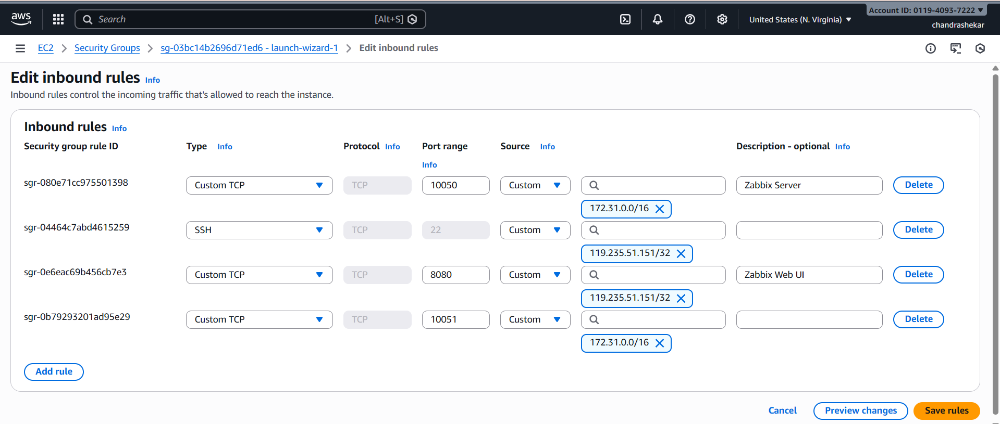 aws
Search [Alt+S]
United States (N. Virginia)
Account ID: 0119-4093-7222
chandrashekar
EC2 Security Groups sg-03bc14b2696d71ed6 - launch-wizard-1 Edit inbound rules
Edit inbound rules Info
Inbound rules control the incoming traffic that's allowed to reach the instance.
Inbound rules Info
Security group rule ID Type Info Protocol Info Port range Source Info Description - optional Info
Info
sgr-080e71cc975501398 Custom TCP TCP 10050 Custom Zabbix Server Delete
172.31.0.0/16
sgr-04464c7abd4615259 SSH TCP 22 Custom Delete
119.235.51.151/32
sgr-0e6eac69b456cb7e3 Custom TCP TCP 8080 Custom Zabbix Web UI Delete
119.235.51.151/32
sgr-0b79293201ad95e29 Custom TCP TCP 10051 Custom Delete
172.31.0.0/16
Add rule
Cancel Preview changes Save rules